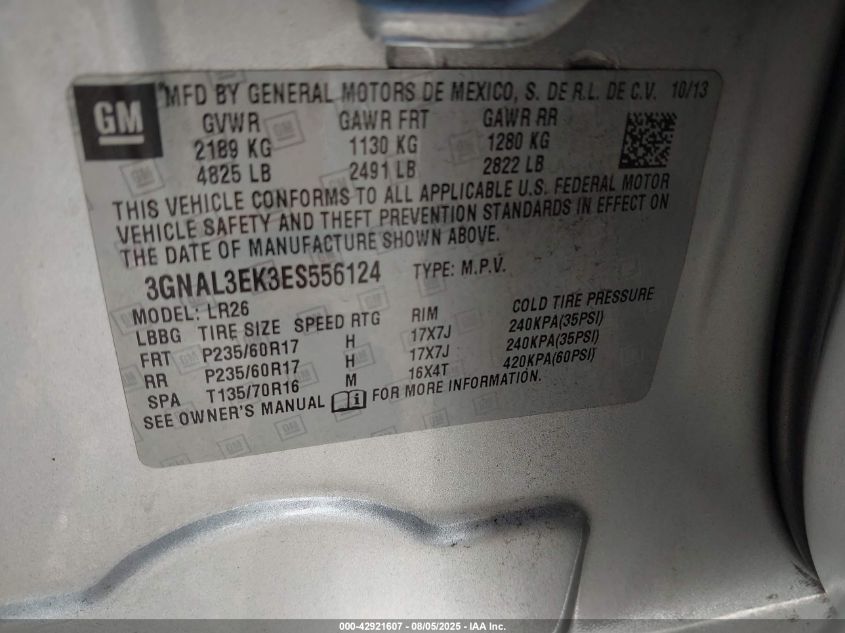 GM
MFD BY GENERAL MOTORS DE MEXICO, S. DE R.L. DE C.V. 10/13
GVWR GAWR FRT GAWR RR
2189 KG 1130 KG 1280 KG
4825 LB 2491 LB 2822 LB
THIS VEHICLE CONFORMS TO ALL APPLICABLE U.S. FEDERAL MOTOR
VEHICLE SAFETY AND THEFT PREVENTION STANDARDS IN EFFECT ON
THE DATE OF MANUFACTURE SHOWN ABOVE.
3GNAL3EK3ES556124 TYPE: M.P.V.
MODEL: LR26
LBBG TIRE SIZE SPEED RTG RIM COLD TIRE PRESSURE
FRT P235/60R17 H 17X7J 240KPA(35PSI)
RR P235/60R17 H 17X7J 240KPA(35PSI)
SPA T135/70R16 M 16X4T 420KPA(60PSI)
SEE OWNER'S MANUAL i FOR MORE INFORMATION.
000-42921607 - 08/05/2025 - IAA Inc.